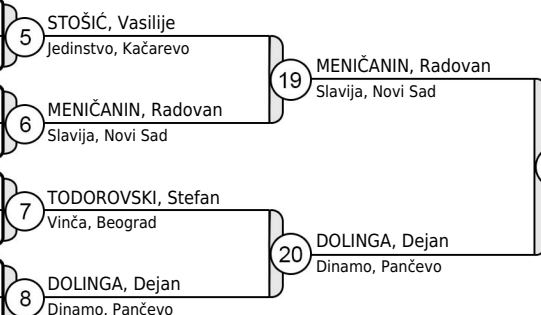 5
STOŠIĆ, Vasilije
Jedinstvo, Kačarevo
6
MENIČANIN, Radovan
Slavija, Novi Sad
19
MENIČANIN, Radovan
Slavija, Novi Sad
7
TODOROVSKI, Stefan
Vinča, Beograd
8
DOLINGA, Dejan
Dinamo, Pančevo
20
DOLINGA, Dejan
Dinamo, Pančevo